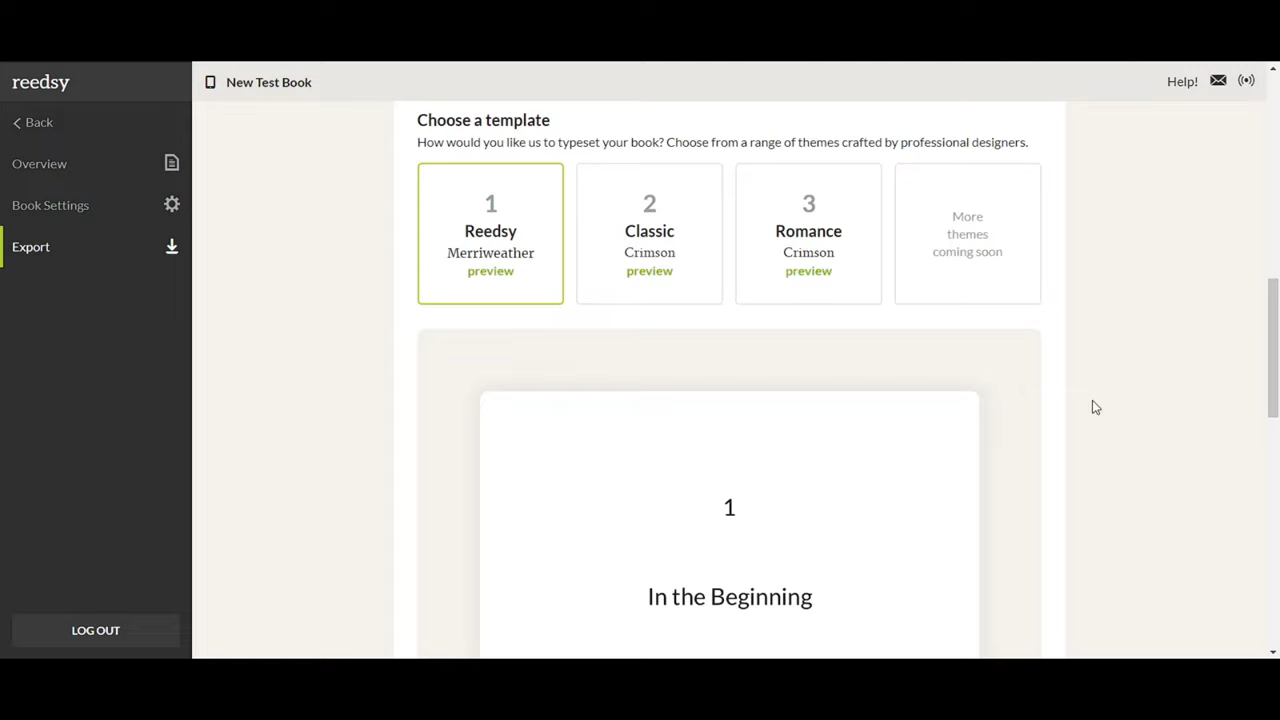 reedsy
New Test Book
Help!
Back
Overview
Book Settings
Export
LOG OUT
Choose a template
How would you like us to typeset your book? Choose from a range of themes crafted by professional designers.
1
Reedsy
Merriweather
preview
2
Classic
Crimson
preview
3
Romance
Crimson
preview
More
themes
coming soon
1
In the Beginning